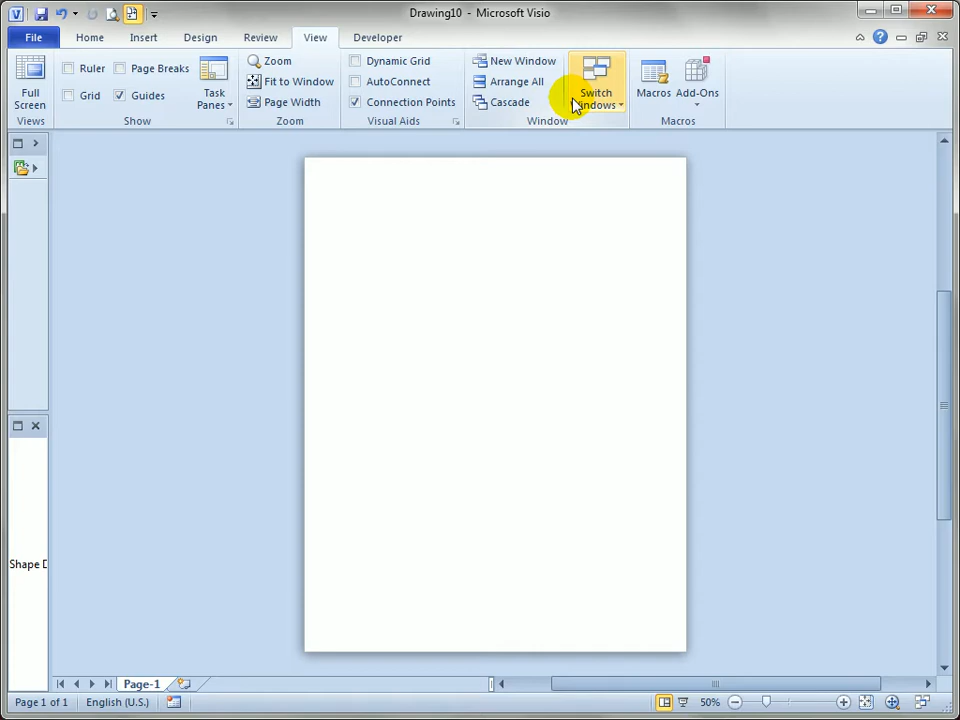 Drawing10 - Microsoft Visio
File Home Insert Design Review View Developer
Full Screen
Views
Ruler Page Breaks
Grid Guides
Task Panes
Show
Zoom
Fit to Window
Page Width
Zoom
Dynamic Grid
AutoConnect
Connection Points
Visual Aids
New Window
Arrange All
Cascade
Switch Windows
Window
Macros Add-Ons
Macros
Shape D
Page-1
Page 1 of 1 English (U.S.) 50%